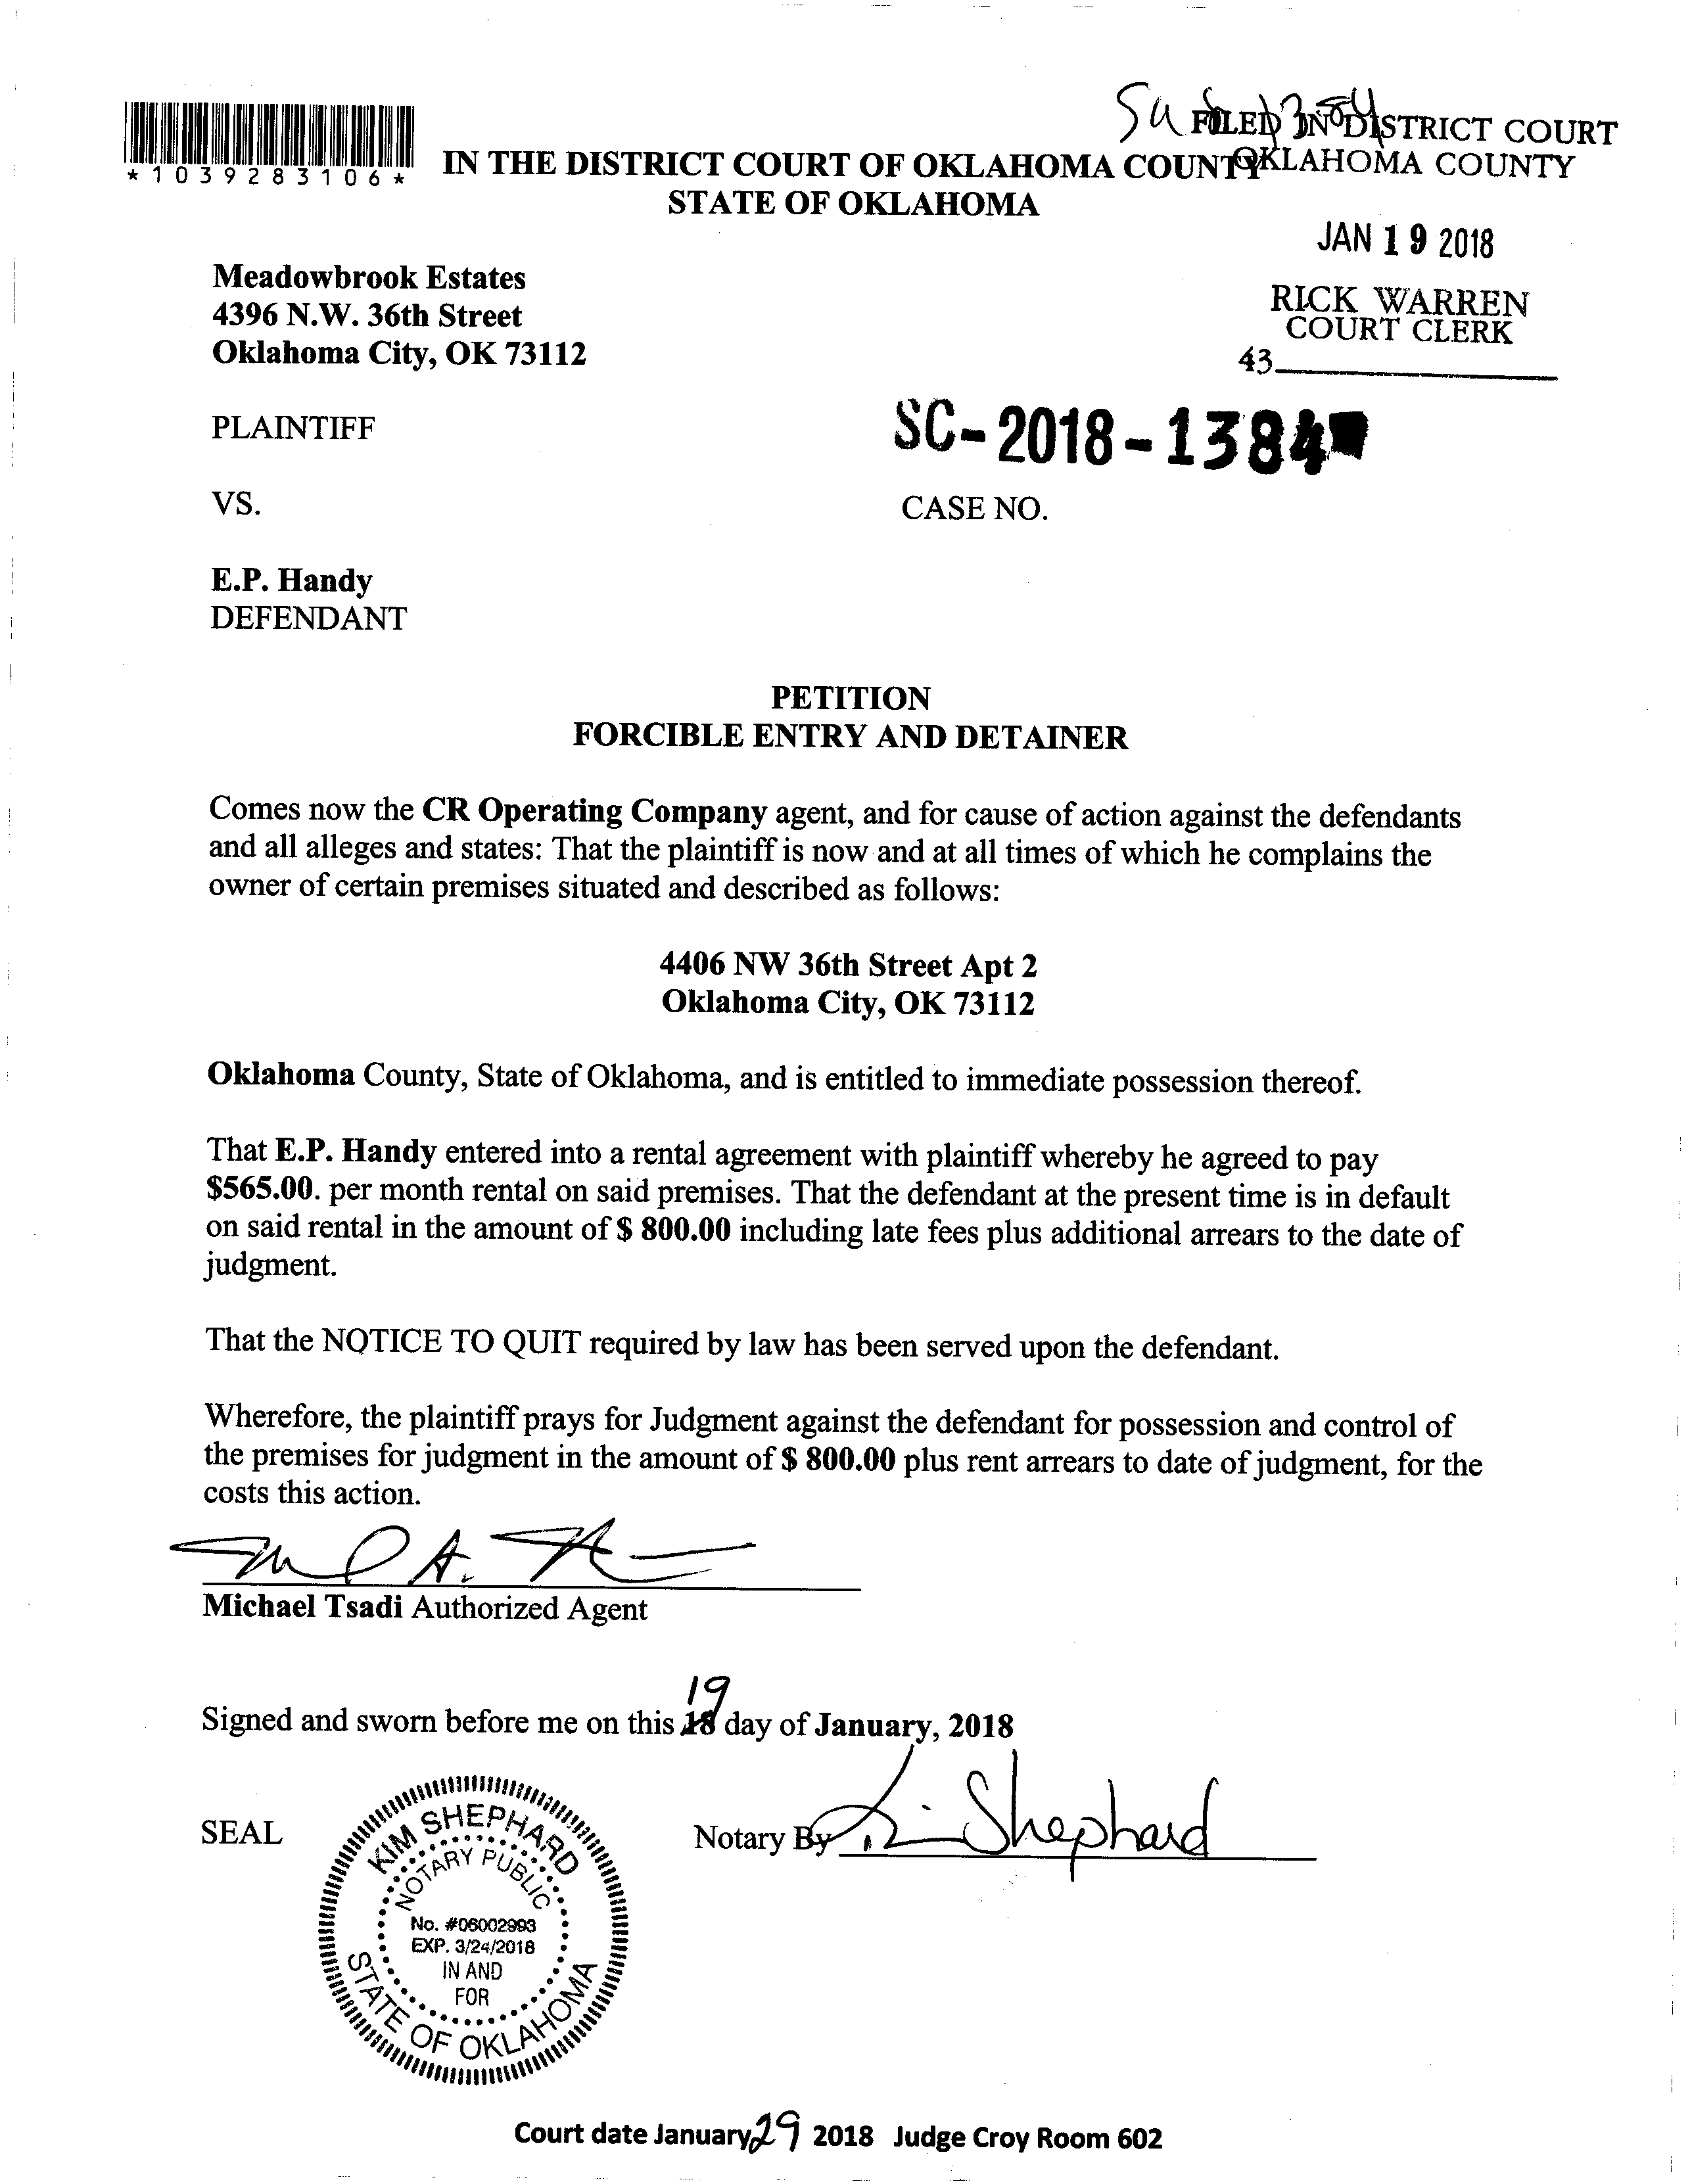 *1039283106*
FILED IN DISTRICT COURT
OKLAHOMA COUNTY
IN THE DISTRICT COURT OF OKLAHOMA COUNTY
STATE OF OKLAHOMA
JAN 19 2018
RICK WARREN
COURT CLERK
43
Meadowbrook Estates
4396 N.W. 36th Street
Oklahoma City, OK 73112
PLAINTIFF
SC-2018-1384
VS.
CASE NO.
E.P. Handy
DEFENDANT
PETITION
FORCIBLE ENTRY AND DETAINER
Comes now the CR Operating Company agent, and for cause of action against the defendants
and all alleges and states: That the plaintiff is now and at all times of which he complains the
owner of certain premises situated and described as follows:
4406 NW 36th Street Apt 2
Oklahoma City, OK 73112
Oklahoma County, State of Oklahoma, and is entitled to immediate possession thereof.
That E.P. Handy entered into a rental agreement with plaintiff whereby he agreed to pay
$565.00. per month rental on said premises. That the defendant at the present time is in default
on said rental in the amount of $ 800.00 including late fees plus additional arrears to the date of
judgment.
That the NOTICE TO QUIT required by law has been served upon the defendant.
Wherefore, the plaintiff prays for Judgment against the defendant for possession and control of
the premises for judgment in the amount of $ 800.00 plus rent arrears to date of judgment, for the
costs this action.
Michael Tsadi Authorized Agent
19
Signed and sworn before me on this 18 day of January, 2018
SEAL
Notary By Shephard
KIM SHEPHARD
NOTARY PUBLIC
No. #06002993
EXP. 3/24/2018
IN AND
FOR
STATE OF OKLAHOMA
Court date January 29 2018 Judge Croy Room 602